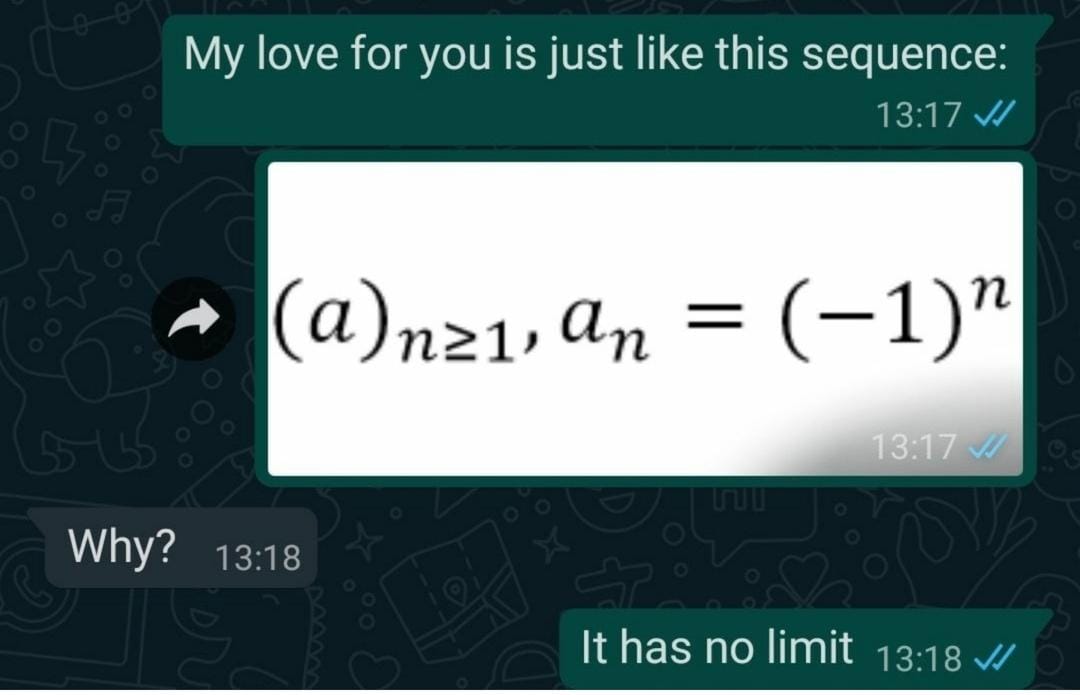 My love for you is just like this sequence:
13:17
(a)ₙ≥₁, aₙ = (−1)ⁿ
13:17
Why? 13:18
It has no limit 13:18